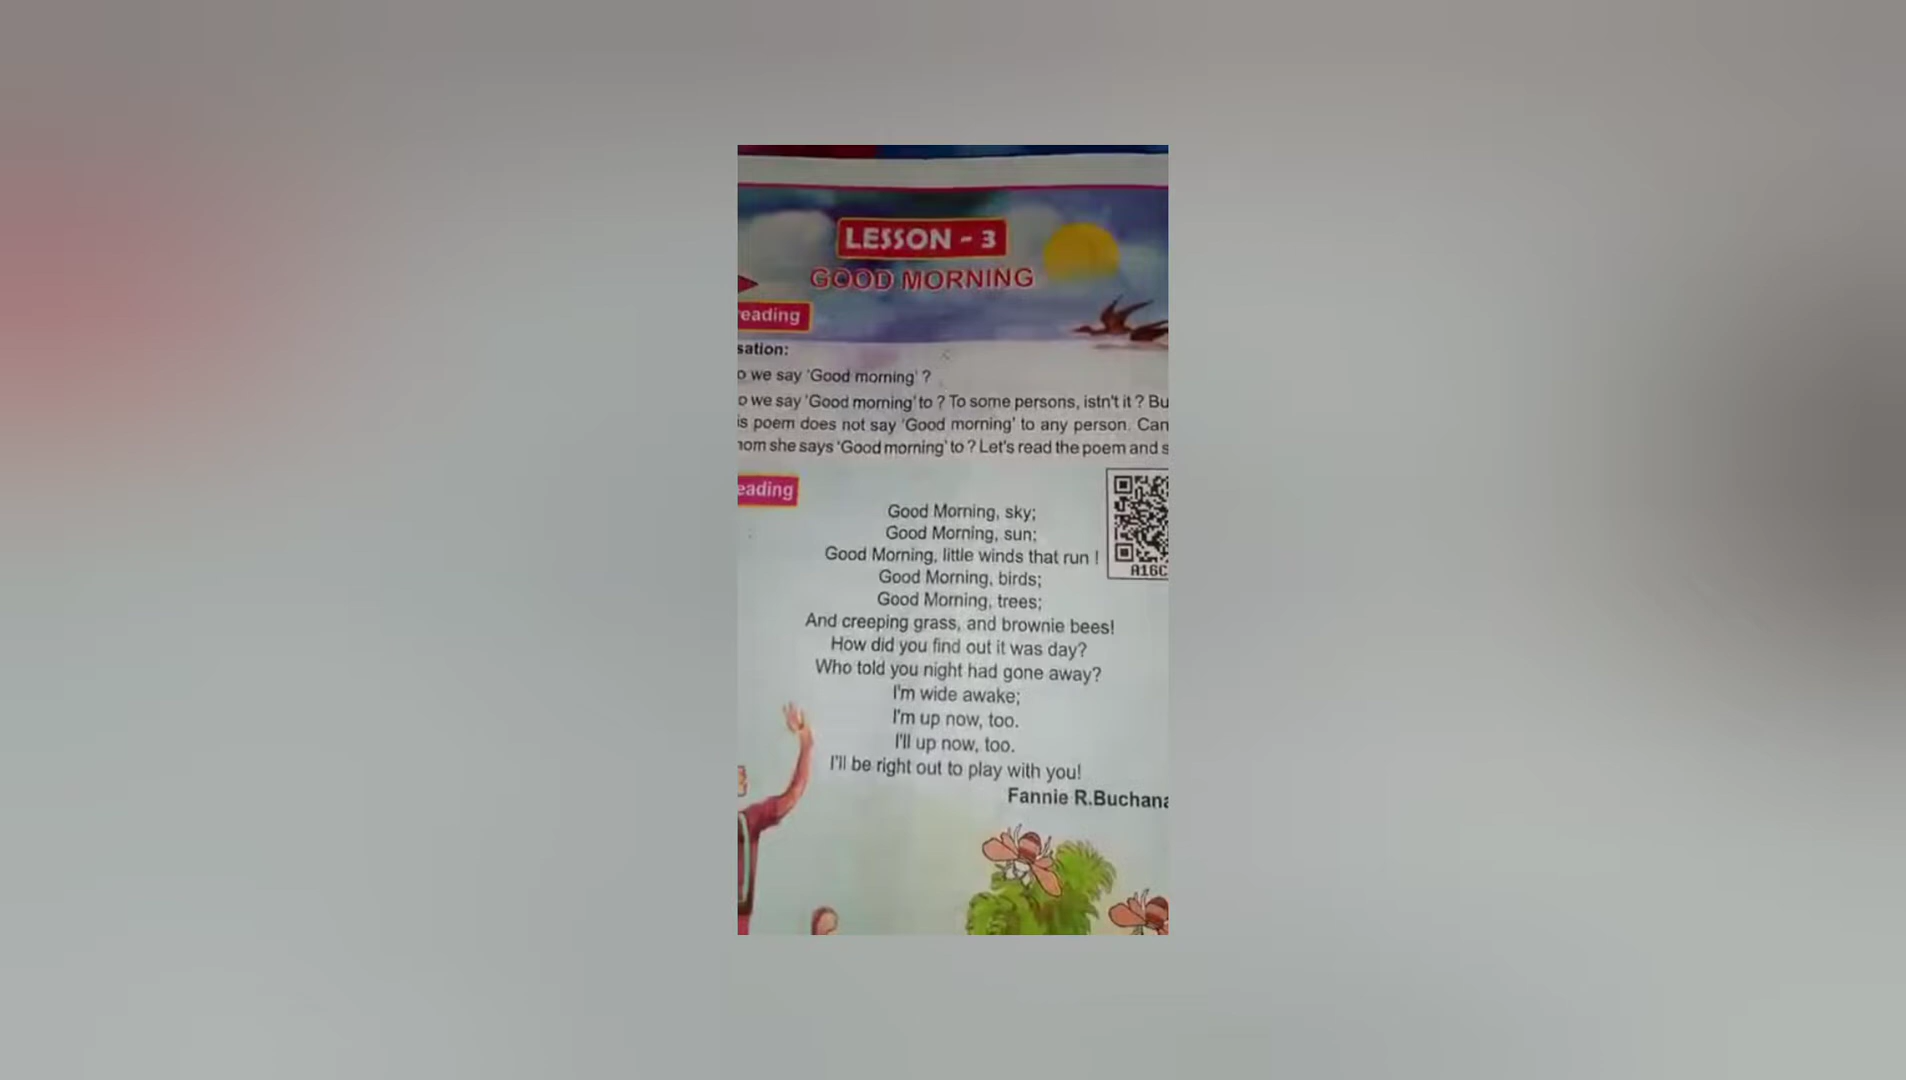 LESSON - 3
GOOD MORNING
eading
sation:
o we say 'Good morning' ?
o we say 'Good morning' to ? To some persons, istn't it ? Bu
is poem does not say 'Good morning' to any person. Can
nom she says 'Good morning' to ? Let's read the poem and s
eading
Good Morning, sky;
Good Morning, sun;
Good Morning, little winds that run !
A16C
Good Morning, birds;
Good Morning, trees;
And creeping grass, and brownie bees!
How did you find out it was day?
Who told you night had gone away?
I'm wide awake;
I'm up now, too.
I'll up now, too.
I'll be right out to play with you!
Fannie R.Buchana